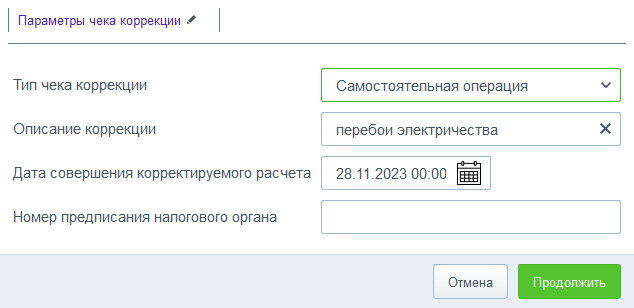 Параметры чека коррекции
Тип чека коррекции
Самостоятельная операция
Описание коррекции
перебои электричества
Дата совершения корректируемого расчета
28.11.2023 00:00
Номер предписания налогового органа
Отмена
Продолжить